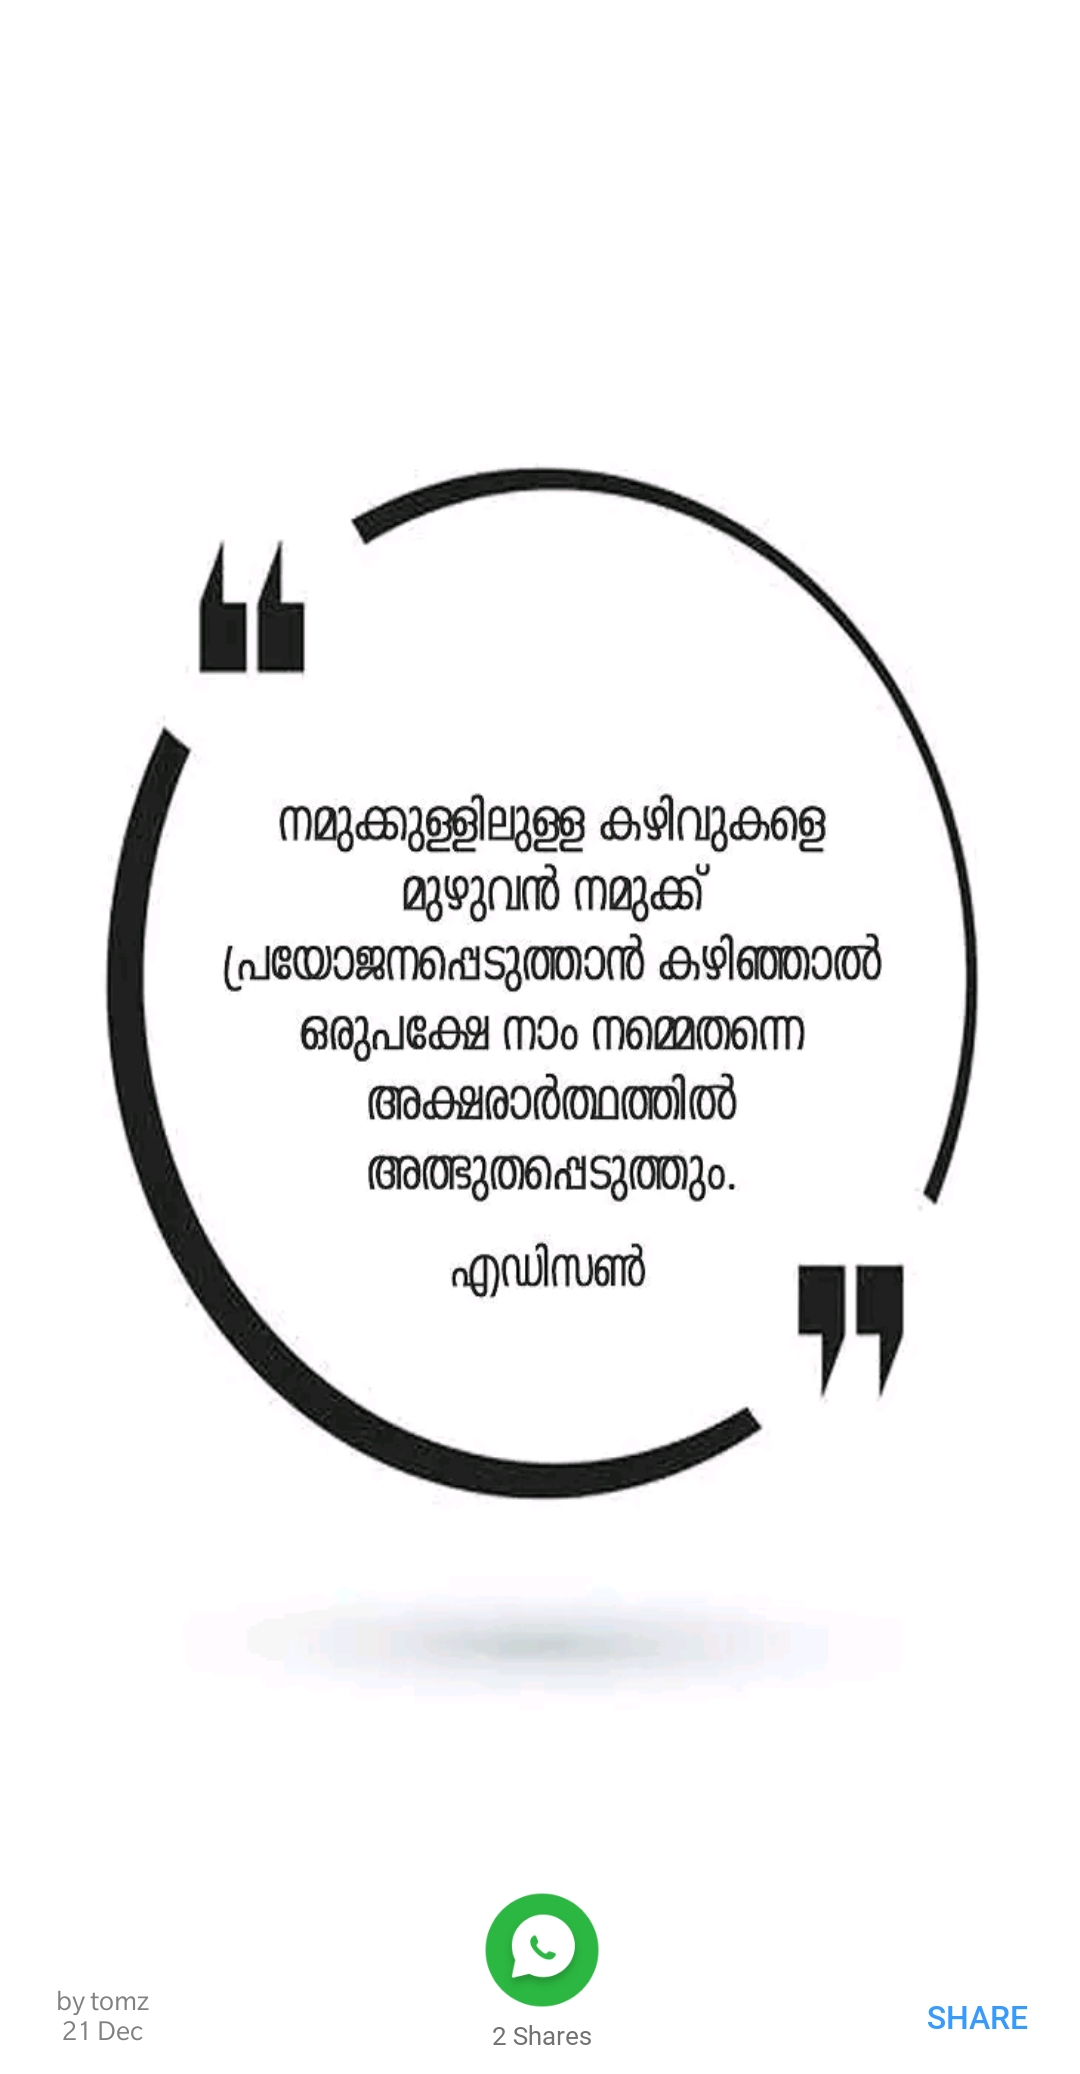 നമുക്കുള്ളിലുള്ള കഴിവുകളെ
മുഴുവൻ നമുക്ക്
പ്രയോജനപ്പെടുത്താൻ കഴിഞ്ഞാൽ
ഒരുപക്ഷേ നാം നമ്മെതന്നെ
അക്ഷരാർത്ഥത്തിൽ
അത്ഭുതപ്പെടുത്തും.
എഡിസൺ
by tomz
21 Dec
2 Shares
SHARE